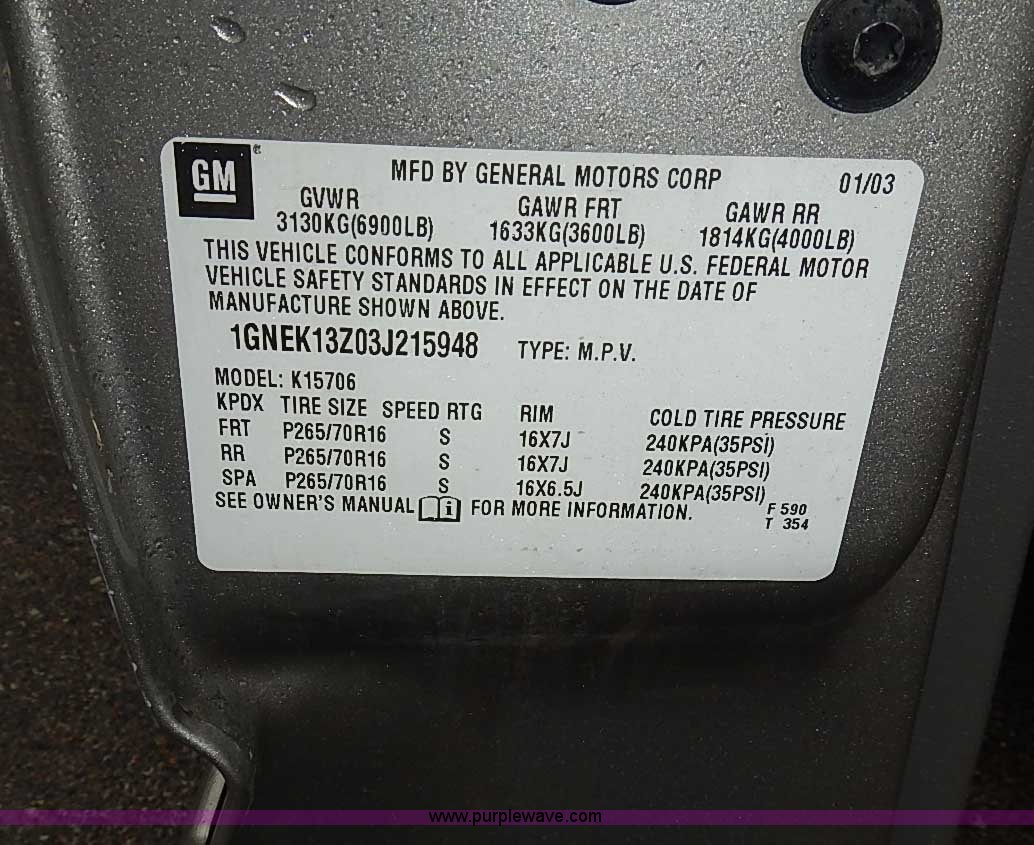 GM ®
MFD BY GENERAL MOTORS CORP 01/03
GVWR GAWR FRT GAWR RR
3130KG(6900LB) 1633KG(3600LB) 1814KG(4000LB)
THIS VEHICLE CONFORMS TO ALL APPLICABLE U.S. FEDERAL MOTOR
VEHICLE SAFETY STANDARDS IN EFFECT ON THE DATE OF
MANUFACTURE SHOWN ABOVE.
1GNEK13Z03J215948 TYPE: M.P.V.
MODEL: K15706
KPDX TIRE SIZE SPEED RTG RIM COLD TIRE PRESSURE
FRT P265/70R16 S 16X7J 240KPA(35PSI)
RR P265/70R16 S 16X7J 240KPA(35PSI)
SPA P265/70R16 S 16X6.5J 240KPA(35PSI)
SEE OWNER'S MANUAL i FOR MORE INFORMATION.
F 590
T 354
www.purplewave.com